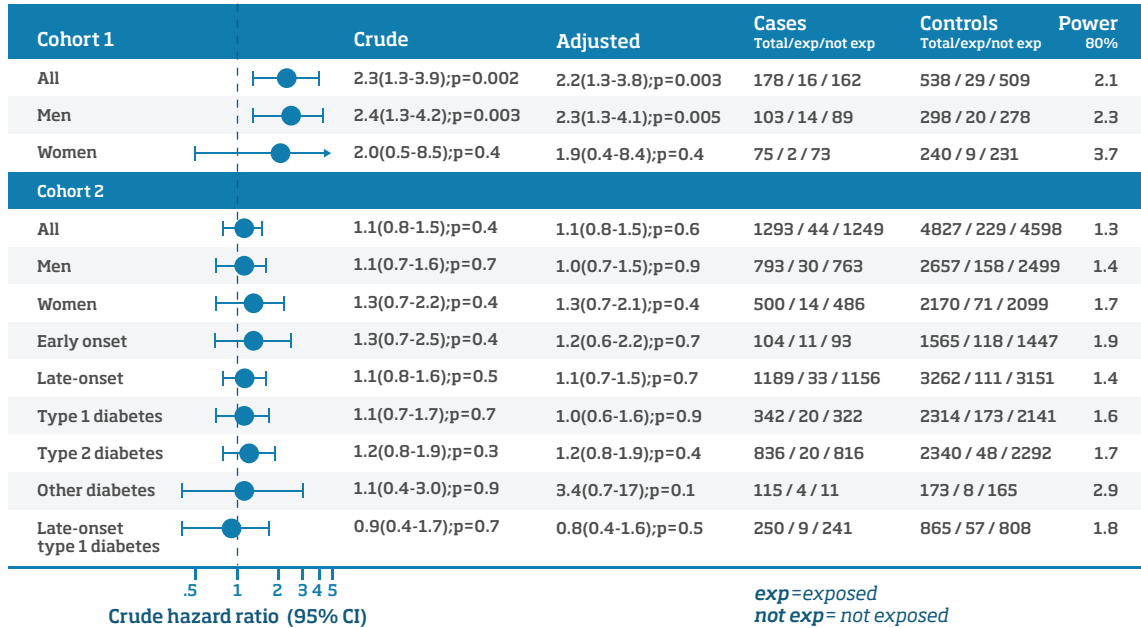 Cohort 1 Crude Adjusted Cases Controls Power
Total/exp/not exp Total/exp/not exp 80%
All 2.3(1.3-3.9);p=0.002 2.2(1.3-3.8);p=0.003 178 / 16 / 162 538 / 29 / 509 2.1
Men 2.4(1.3-4.2);p=0.003 2.3(1.3-4.1);p=0.005 103 / 14 / 89 298 / 20 / 278 2.3
Women 2.0(0.5-8.5);p=0.4 1.9(0.4-8.4);p=0.4 75 / 2 / 73 240 / 9 / 231 3.7
Cohort 2
All 1.1(0.8-1.5);p=0.4 1.1(0.8-1.5);p=0.6 1293 / 44 / 1249 4827 / 229 / 4598 1.3
Men 1.1(0.7-1.6);p=0.7 1.0(0.7-1.5);p=0.9 793 / 30 / 763 2657 / 158 / 2499 1.4
Women 1.3(0.7-2.2);p=0.4 1.3(0.7-2.1);p=0.4 500 / 14 / 486 2170 / 71 / 2099 1.7
Early onset 1.3(0.7-2.5);p=0.4 1.2(0.6-2.2);p=0.7 104 / 11 / 93 1565 / 118 / 1447 1.9
Late-onset 1.1(0.8-1.6);p=0.5 1.1(0.7-1.5);p=0.7 1189 / 33 / 1156 3262 / 111 / 3151 1.4
Type 1 diabetes 1.1(0.7-1.7);p=0.7 1.0(0.6-1.6);p=0.9 342 / 20 / 322 2314 / 173 / 2141 1.6
Type 2 diabetes 1.2(0.8-1.9);p=0.3 1.2(0.8-1.9);p=0.4 836 / 20 / 816 2340 / 48 / 2292 1.7
Other diabetes 1.1(0.4-3.0);p=0.9 3.4(0.7-17);p=0.1 115 / 4 / 11 173 / 8 / 165 2.9
Late-onset 0.9(0.4-1.7);p=0.7 0.8(0.4-1.6);p=0.5 250 / 9 / 241 865 / 57 / 808 1.8
type 1 diabetes
.5 1 2 3 4 5
Crude hazard ratio (95% CI)
exp=exposed
not exp= not exposed